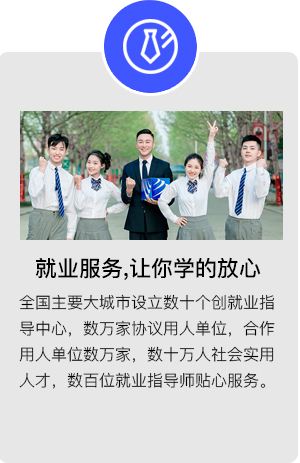 就业服务,让你学的放心
全国主要大城市设立数十个创就业指
导中心，数万家协议用人单位，合作
用人单位数万家，数十万人社会实用
人才，数百位就业指导师贴心服务。